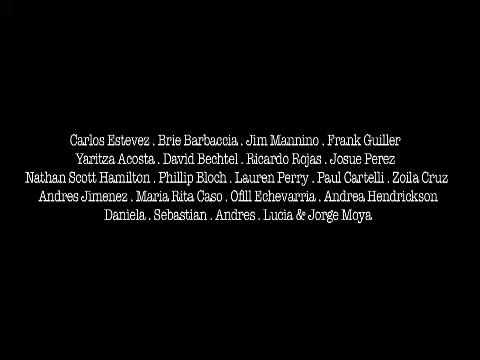 Carlos Estevez . Brie Barbaccia . Jim Mannino . Frank Guiller
Yaritza Acosta . David Bechtel . Ricardo Rojas . Josue Perez
Nathan Scott Hamilton . Phillip Bloch . Lauren Perry . Paul Cartelli . Zoila Cruz
Andres Jimenez . Maria Rita Caso . Ofill Echevarria . Andrea Hendrickson
Daniela . Sebastian . Andres . Lucia & Jorge Moya